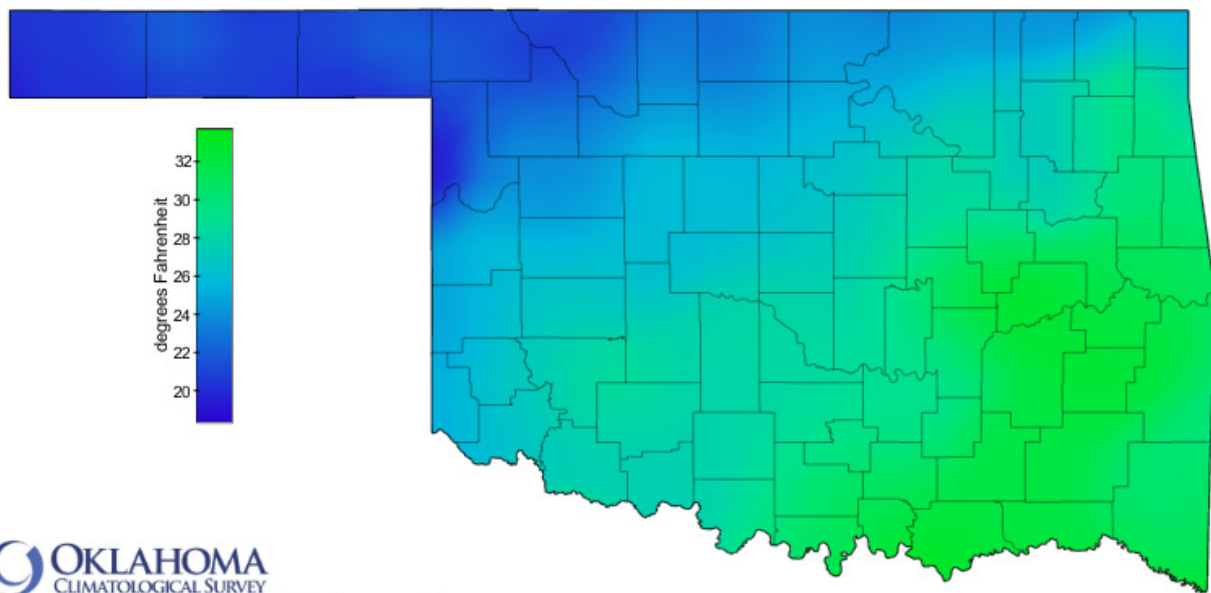 32
30
28
26
24
22
20
degrees Fahrenheit
OKLAHOMA
CLIMATOLOGICAL SURVEY